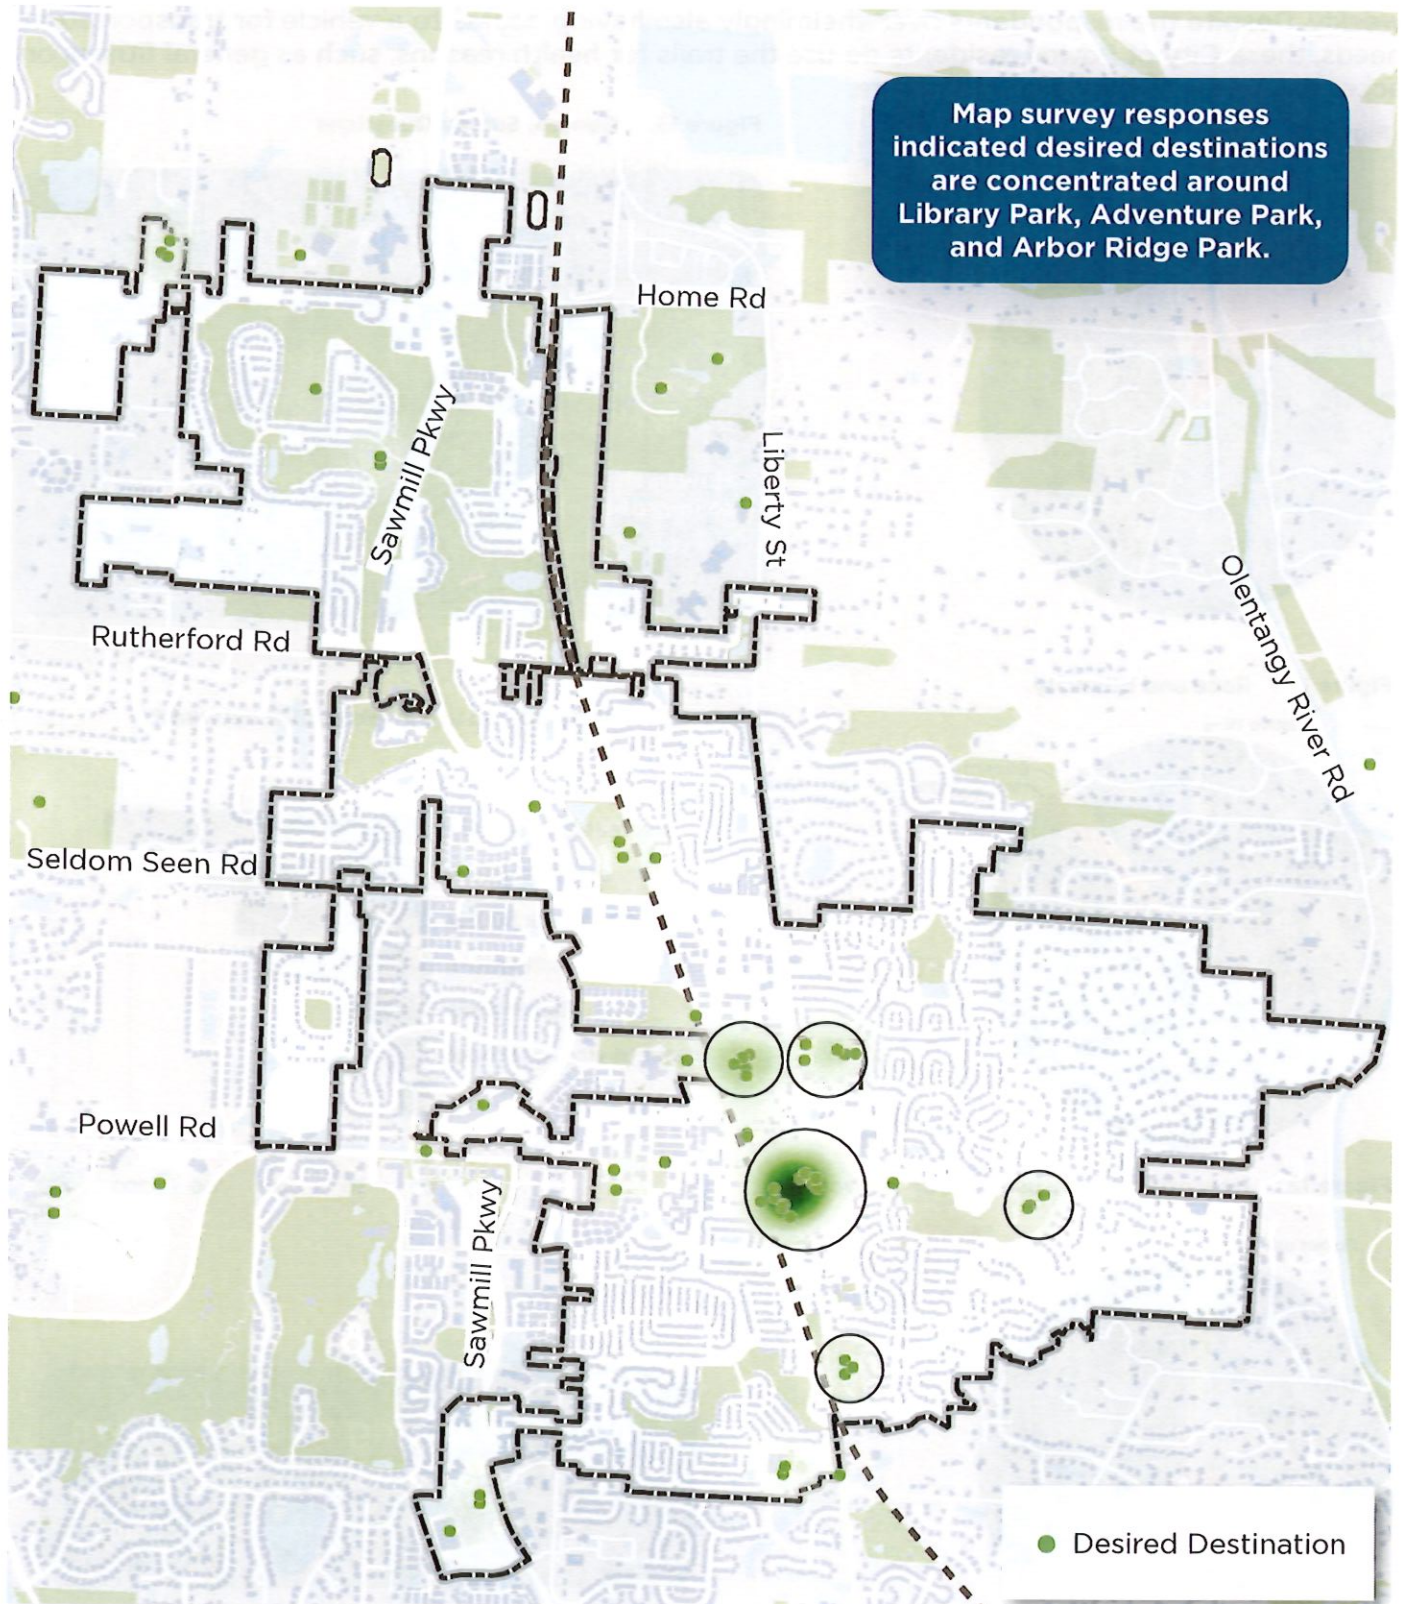 Map survey responses
indicated desired destinations
are concentrated around
Library Park, Adventure Park,
and Arbor Ridge Park.
Home Rd
Sawmill Pkwy
Liberty St
Olentangy River Rd
Rutherford Rd
Seldom Seen Rd
Powell Rd
Sawmill Pkwy
Desired Destination